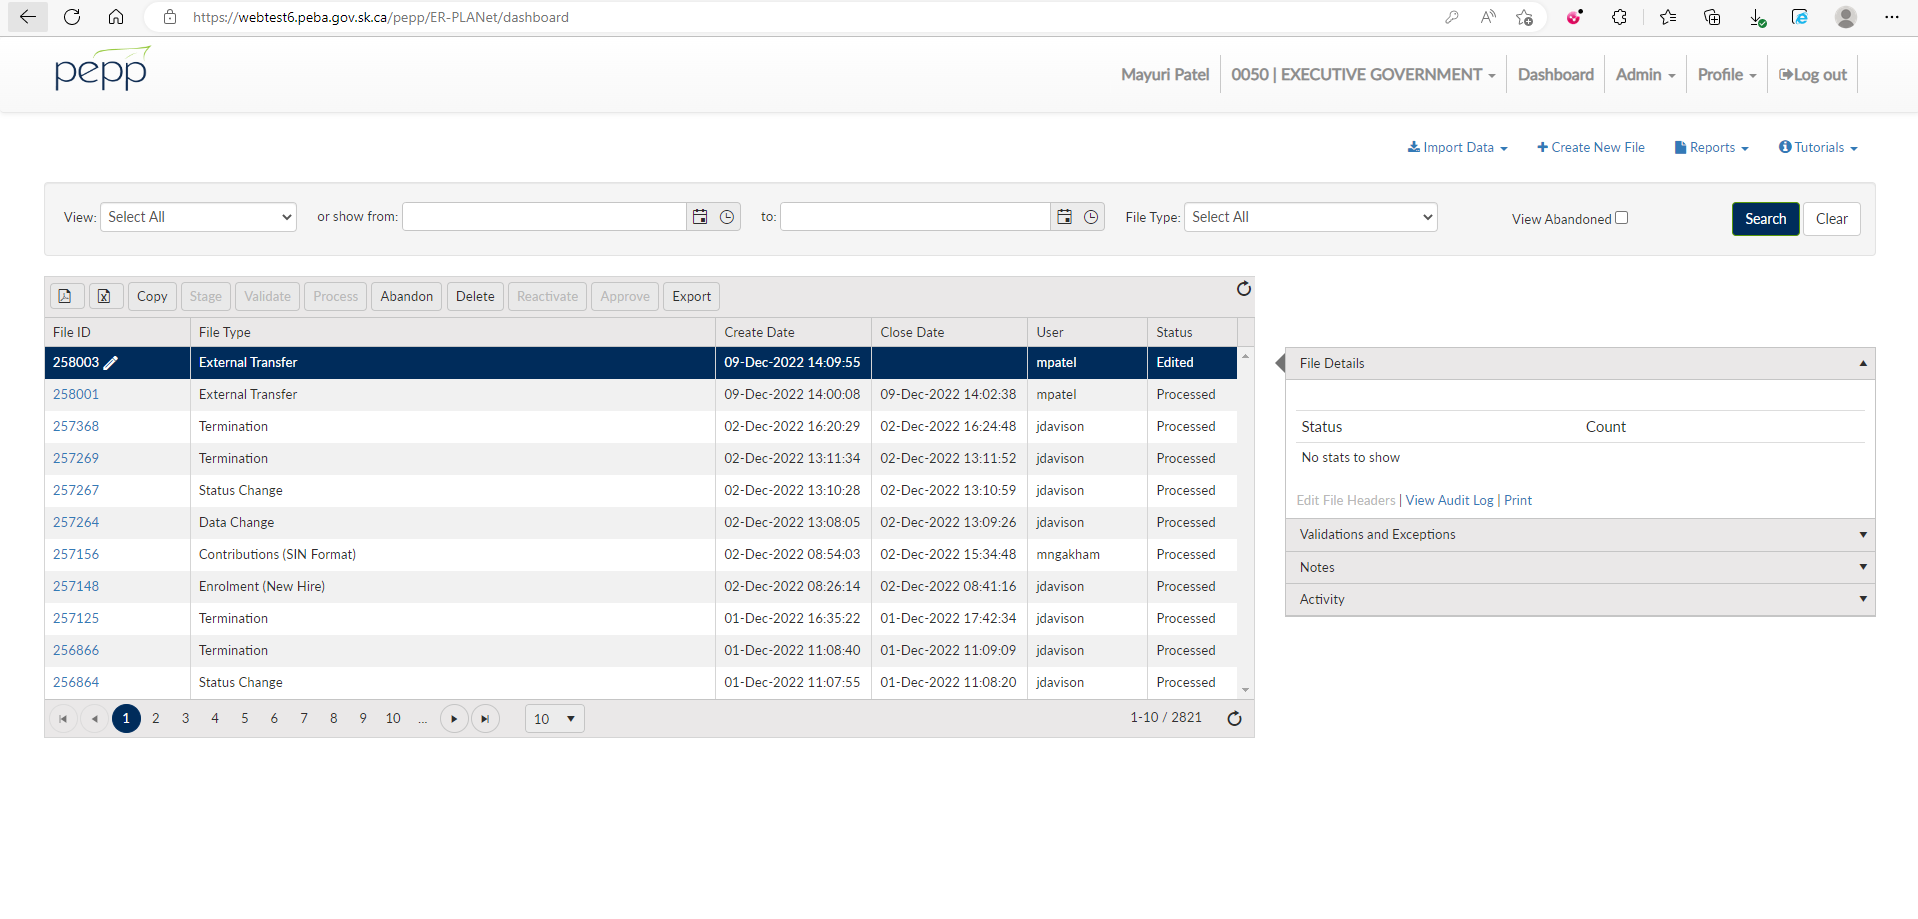 https://webtest6.peba.gov.sk.ca/pepp/ER-PLANet/dashboard
pepp
Mayuri Patel 0050 | EXECUTIVE GOVERNMENT Dashboard Admin Profile Log out
Import Data Create New File Reports Tutorials
View: Select All or show from: to: File Type: Select All View Abandoned Search Clear
Copy Stage Validate Process Abandon Delete Reactivate Approve Export
File ID File Type Create Date Close Date User Status
258003 External Transfer 09-Dec-2022 14:09:55 mpatel Edited
258001 External Transfer 09-Dec-2022 14:00:08 09-Dec-2022 14:02:38 mpatel Processed
257368 Termination 02-Dec-2022 16:20:29 02-Dec-2022 16:24:48 jdavison Processed
257269 Termination 02-Dec-2022 13:11:34 02-Dec-2022 13:11:52 jdavison Processed
257267 Status Change 02-Dec-2022 13:10:28 02-Dec-2022 13:10:59 jdavison Processed
257264 Data Change 02-Dec-2022 13:08:05 02-Dec-2022 13:09:26 jdavison Processed
257156 Contributions (SIN Format) 02-Dec-2022 08:54:03 02-Dec-2022 15:34:48 mngakham Processed
257148 Enrolment (New Hire) 02-Dec-2022 08:26:14 02-Dec-2022 08:41:16 jdavison Processed
257125 Termination 01-Dec-2022 16:35:22 01-Dec-2022 17:42:34 jdavison Processed
256866 Termination 01-Dec-2022 11:08:40 01-Dec-2022 11:09:09 jdavison Processed
256864 Status Change 01-Dec-2022 11:07:55 01-Dec-2022 11:08:20 jdavison Processed
1 2 3 4 5 6 7 8 9 10 ... 10 1-10 / 2821
File Details
Status Count
No stats to show
Edit File Headers | View Audit Log | Print
Validations and Exceptions
Notes
Activity